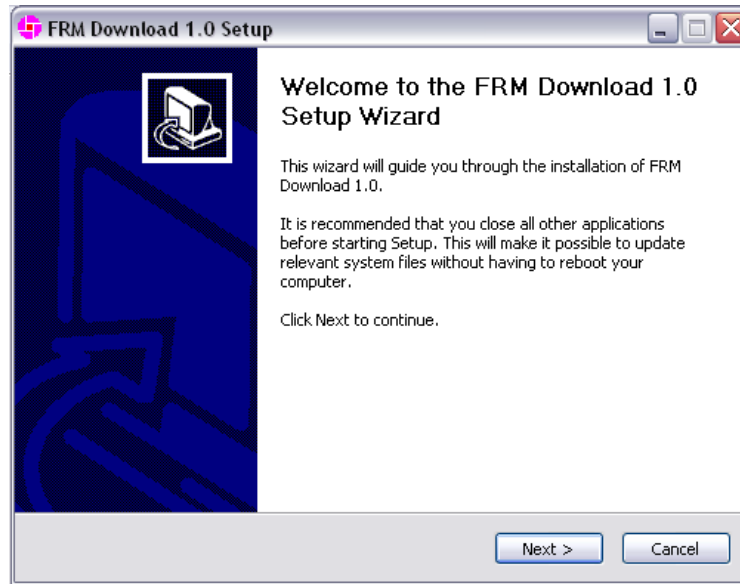 FRM Download 1.0 Setup
Welcome to the FRM Download 1.0
Setup Wizard
This wizard will guide you through the installation of FRM
Download 1.0.
It is recommended that you close all other applications
before starting Setup. This will make it possible to update
relevant system files without having to reboot your
computer.
Click Next to continue.
Next >
Cancel